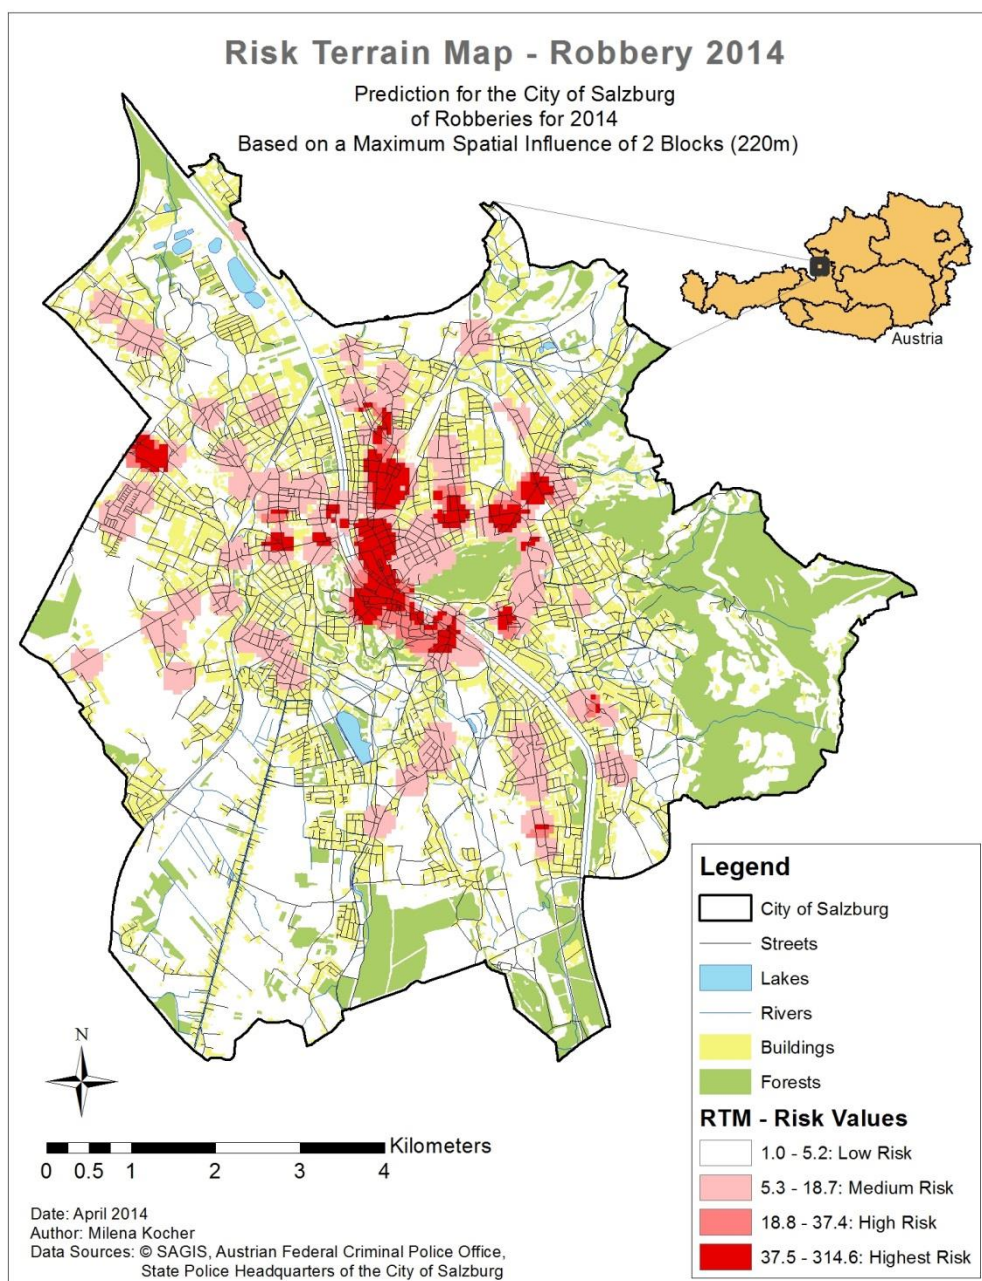 Risk Terrain Map - Robbery 2014
Prediction for the City of Salzburg
of Robberies for 2014
Based on a Maximum Spatial Influence of 2 Blocks (220m)
Austria
Legend
City of Salzburg
Streets
Lakes
Rivers
Buildings
Forests
RTM - Risk Values
1.0 - 5.2: Low Risk
5.3 - 18.7: Medium Risk
18.8 - 37.4: High Risk
37.5 - 314.6: Highest Risk
N
Kilometers
0 0.5 1 2 3 4
Date: April 2014
Author: Milena Kocher
Data Sources: © SAGIS, Austrian Federal Criminal Police Office,
State Police Headquarters of the City of Salzburg